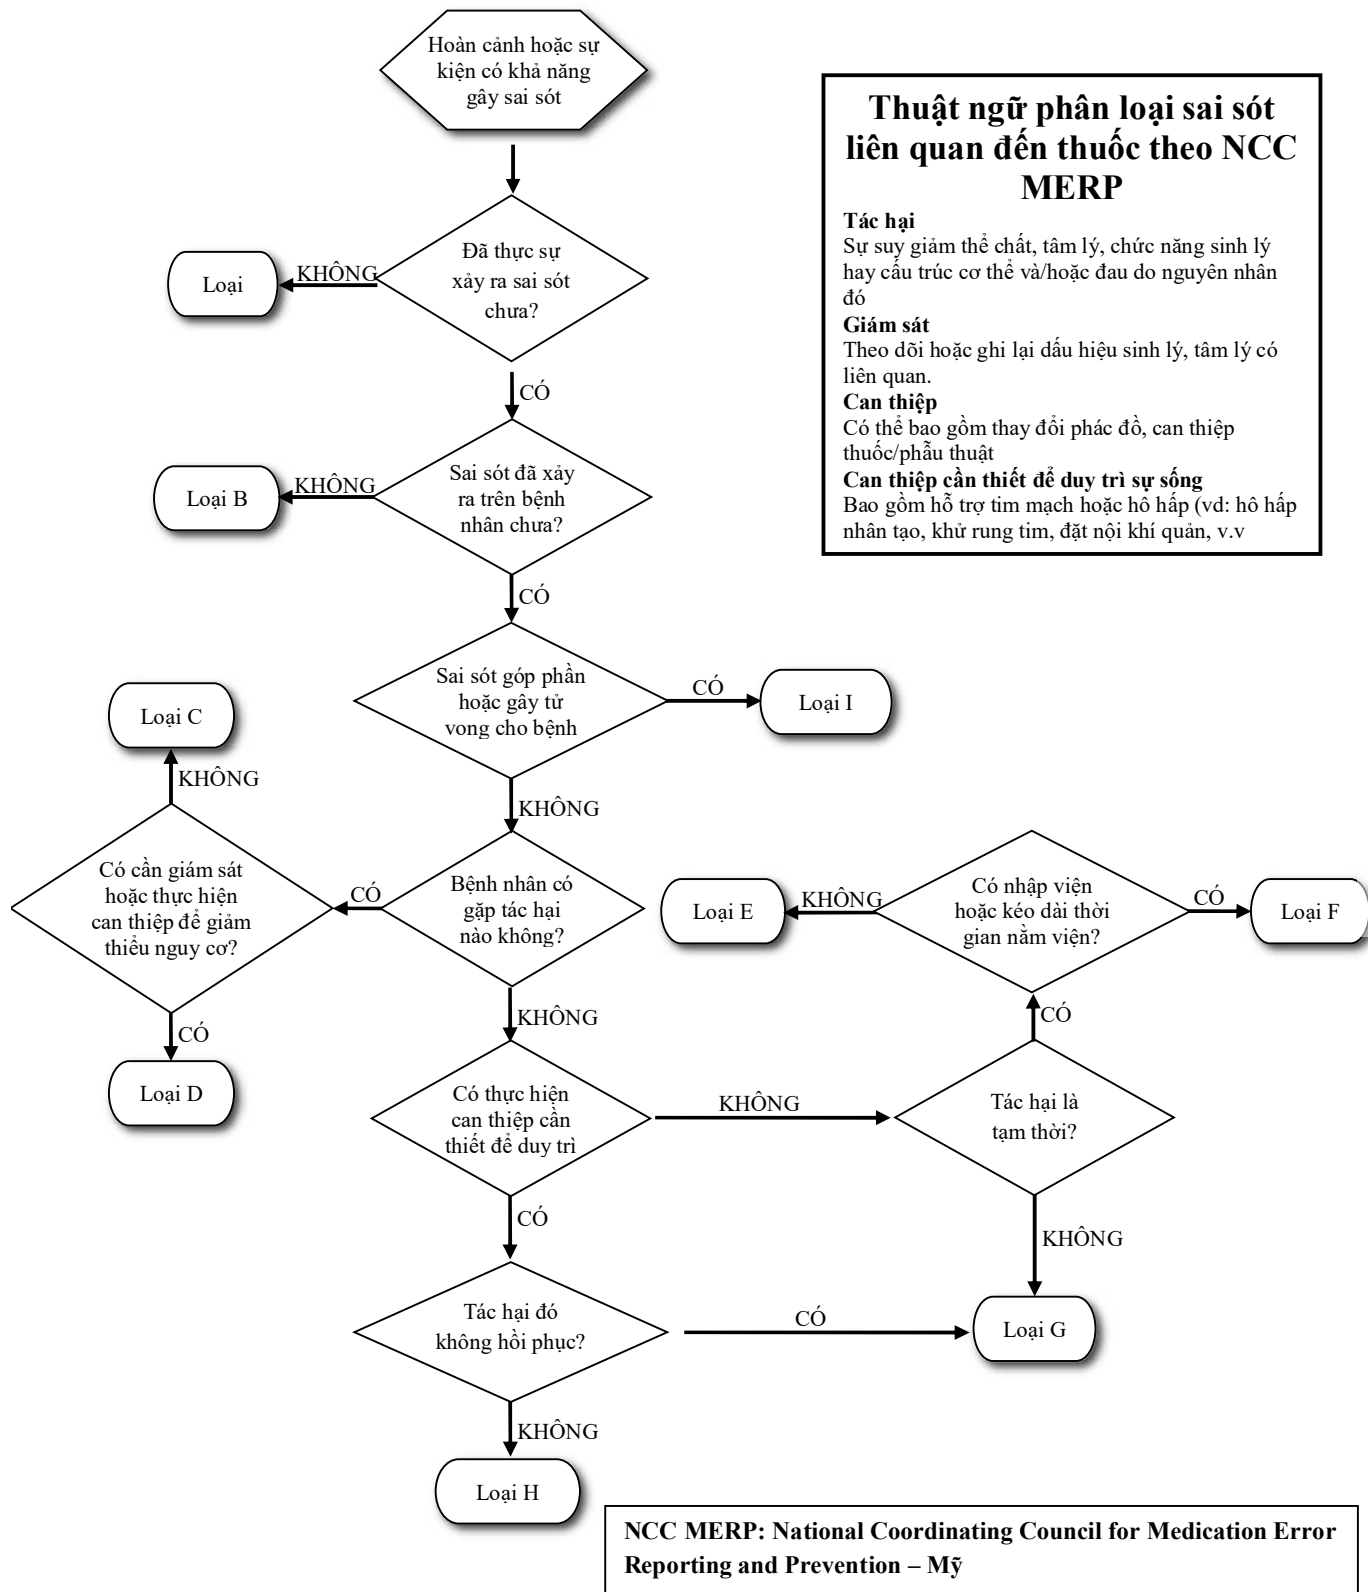 Hoàn cảnh hoặc sự
kiện có khả năng
gây sai sót
Thuật ngữ phân loại sai sót
liên quan đến thuốc theo NCC
MERP
Tác hại
Sự suy giảm thể chất, tâm lý, chức năng sinh lý
hay cấu trúc cơ thể và/hoặc đau do nguyên nhân
đó
Giám sát
Theo dõi hoặc ghi lại dấu hiệu sinh lý, tâm lý có
liên quan.
Can thiệp
Có thể bao gồm thay đổi phác đồ, can thiệp
thuốc/phẫu thuật
Can thiệp cần thiết để duy trì sự sống
Bao gồm hỗ trợ tim mạch hoặc hô hấp (vd: hô hấp
nhân tạo, khử rung tim, đặt nội khí quản, v.v
Đã thực sự
xảy ra sai sót
chưa?
KHÔNG
Loại
CÓ
Sai sót đã xảy
ra trên bệnh
nhân chưa?
KHÔNG
Loại B
CÓ
Sai sót góp phần
hoặc gây tử
vong cho bệnh
CÓ
Loại I
KHÔNG
Bệnh nhân có
gặp tác hại
nào không?
CÓ
Có cần giám sát
hoặc thực hiện
can thiệp để giảm
thiểu nguy cơ?
KHÔNG
Loại C
CÓ
Loại D
KHÔNG
Có thực hiện
can thiệp cần
thiết để duy trì
KHÔNG
Tác hại là
tạm thời?
CÓ
Có nhập viện
hoặc kéo dài thời
gian nằm viện?
KHÔNG
Loại E
CÓ
Loại F
KHÔNG
Loại G
CÓ
Tác hại đó
không hồi phục?
CÓ
KHÔNG
Loại H
NCC MERP: National Coordinating Council for Medication Error
Reporting and Prevention – Mỹ